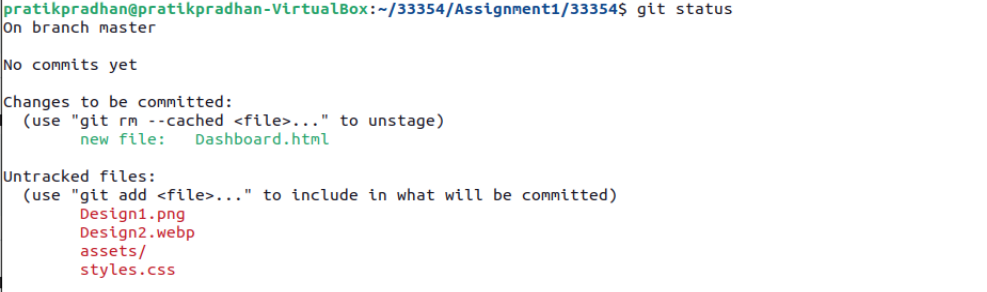 pratikpradhan@pratikpradhan-VirtualBox:~/33354/Assignment1/33354$ git status
On branch master
No commits yet
Changes to be committed:
(use "git rm --cached <file>..." to unstage)
new file: Dashboard.html
Untracked files:
(use "git add <file>..." to include in what will be committed)
Design1.png
Design2.webp
assets/
styles.css